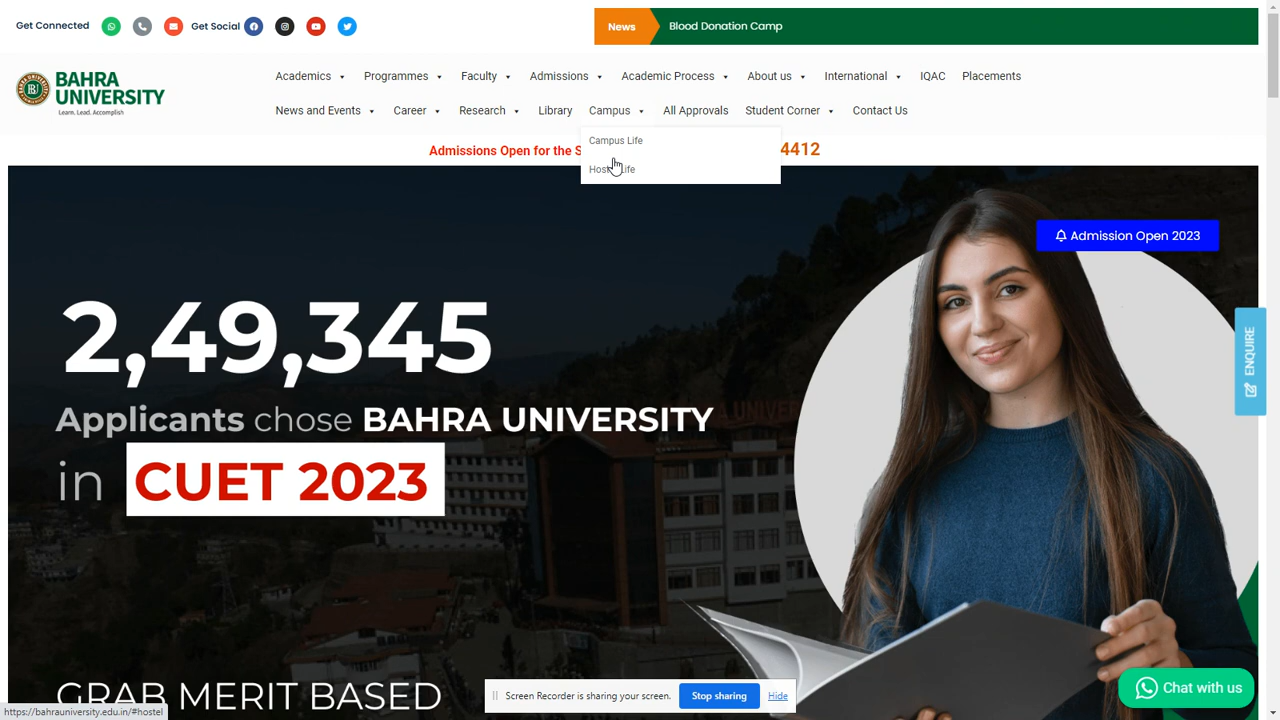 Get Connected
Get Social
News
Blood Donation Camp
BAHRA UNIVERSITY
Learn. Lead. Accomplish
Academics
Programmes
Faculty
Admissions
Academic Process
About us
International
IQAC
Placements
News and Events
Career
Research
Library
Campus
All Approvals
Student Corner
Contact Us
Campus Life
Admissions Open for the S
4412
Life
Admission Open 2023
ENQUIRE
2,49,345
Applicants chose BAHRA UNIVERSITY
in CUET 2023
GRAB MERIT BASED
Chat with us
Screen Recorder is sharing your screen.
Stop sharing
Hide
https://bahrauniversity.edu.in/#hostel